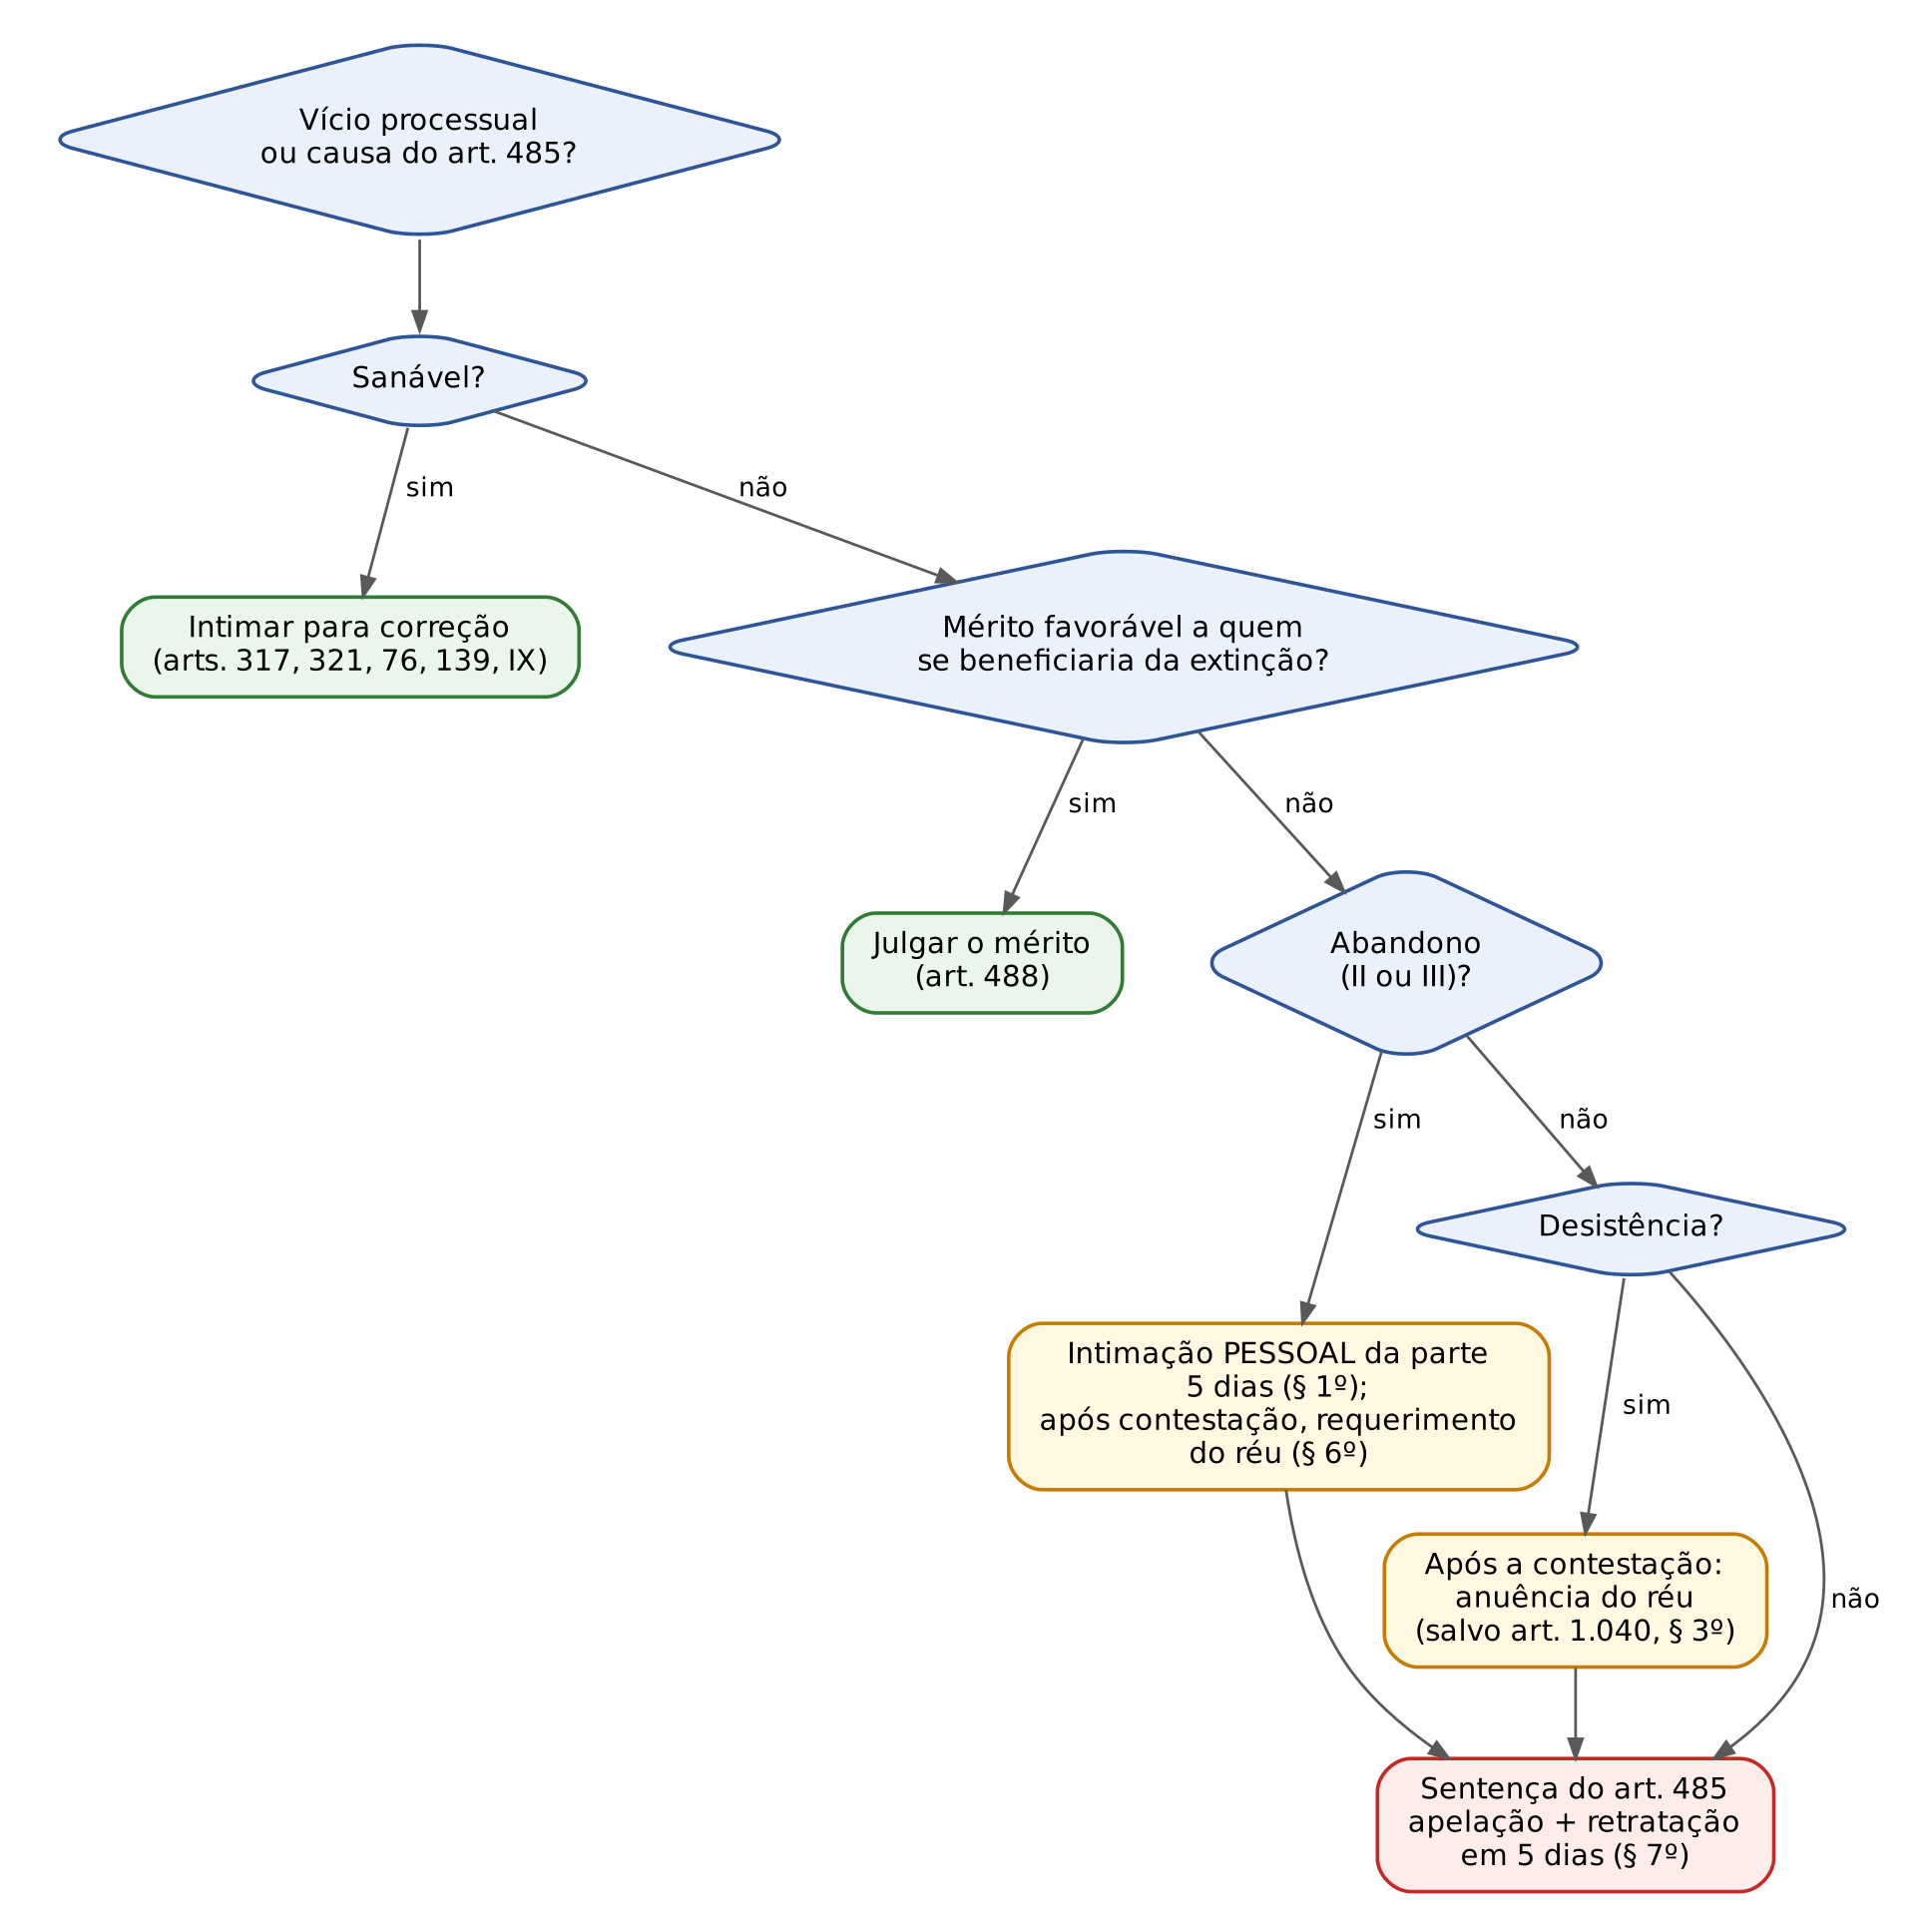 Vício processual
ou causa do art. 485?
Sanável?
sim
não
Intimar para correção
(arts. 317, 321, 76, 139, IX)
Mérito favorável a quem
se beneficiaria da extinção?
sim
não
Julgar o mérito
(art. 488)
Abandono
(II ou III)?
sim
não
Desistência?
Intimação PESSOAL da parte
5 dias (§ 1º);
após contestação, requerimento
do réu (§ 6º)
sim
não
Após a contestação:
anuência do réu
(salvo art. 1.040, § 3º)
Sentença do art. 485
apelação + retratação
em 5 dias (§ 7º)